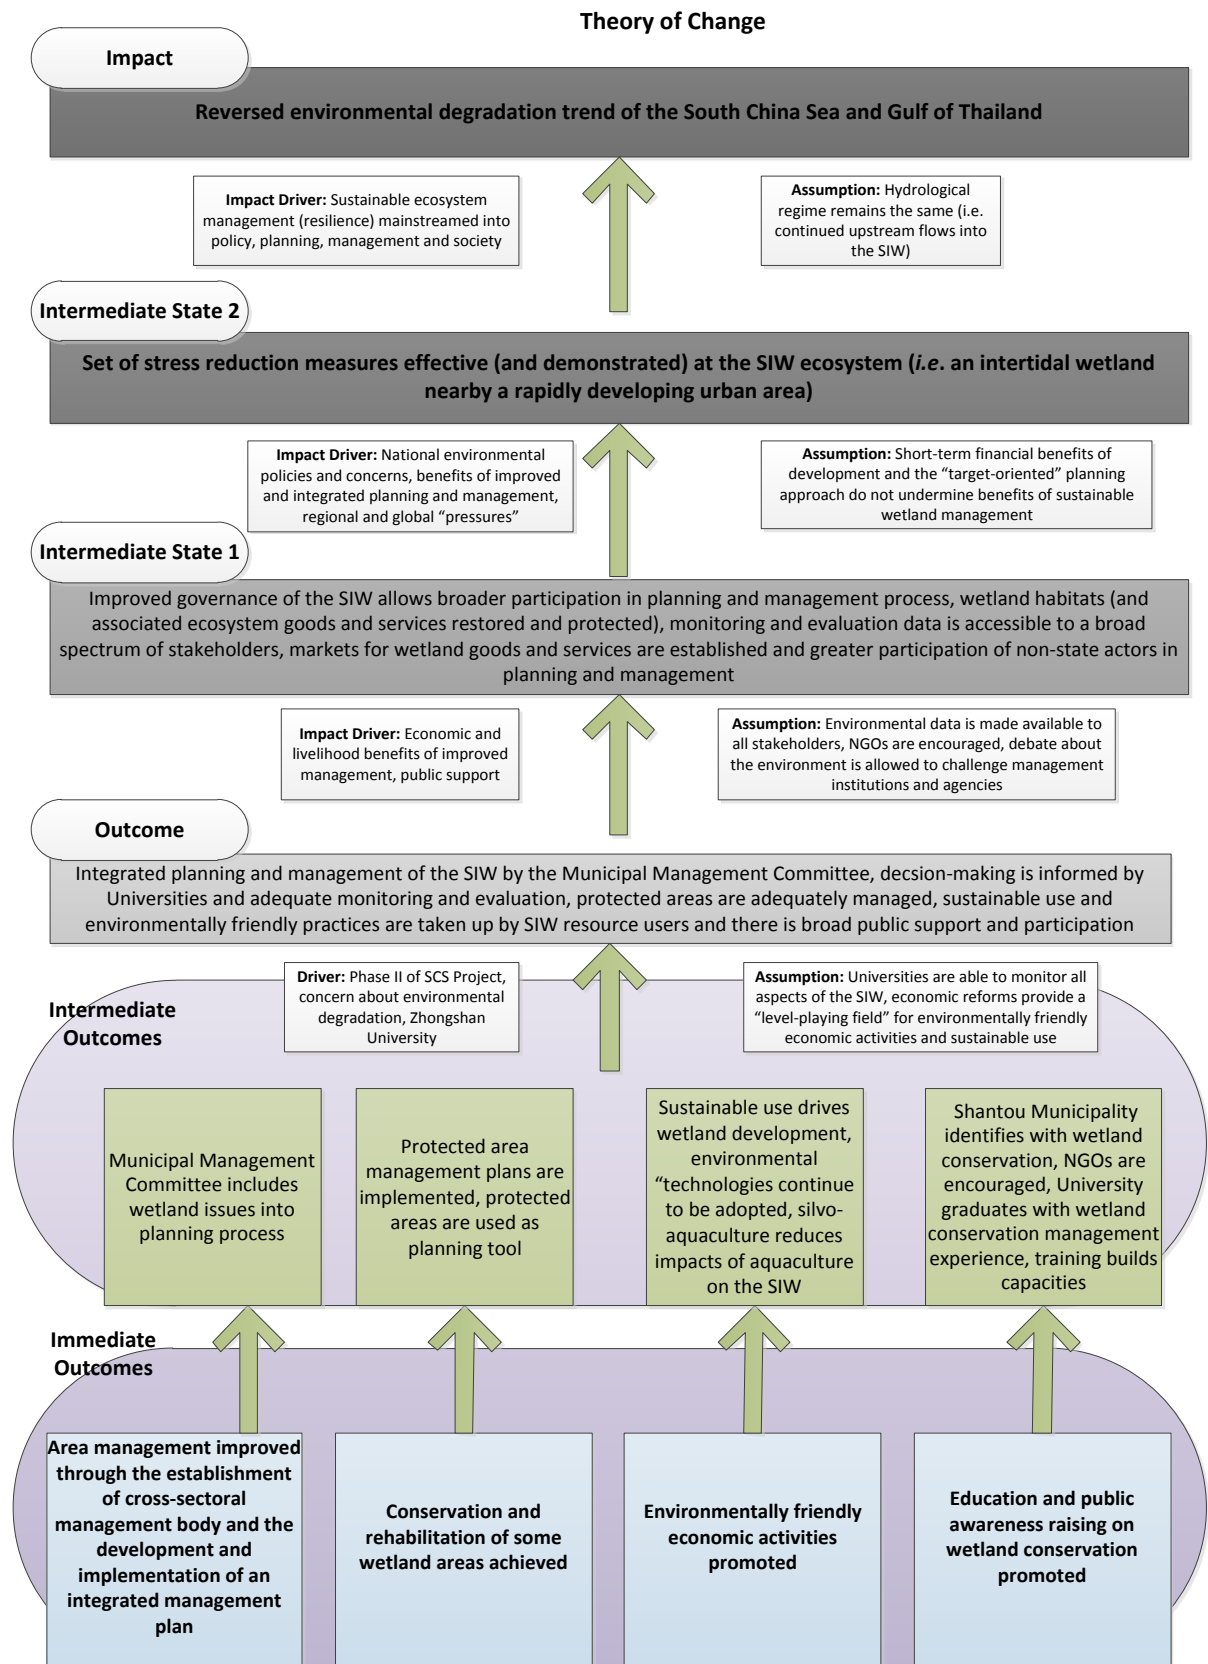 Theory of Change
Impact
Reversed environmental degradation trend of the South China Sea and Gulf of Thailand
Impact Driver: Sustainable ecosystem
management (resilience) mainstreamed into
policy, planning, management and society
Assumption: Hydrological
regime remains the same (i.e.
continued upstream flows into
the SIW)
Intermediate State 2
Set of stress reduction measures effective (and demonstrated) at the SIW ecosystem (i.e. an intertidal wetland
nearby a rapidly developing urban area)
Impact Driver: National environmental
policies and concerns, benefits of improved
and integrated planning and management,
regional and global “pressures”
Assumption: Short-term financial benefits of
development and the “target-oriented” planning
approach do not undermine benefits of sustainable
wetland management
Intermediate State 1
Improved governance of the SIW allows broader participation in planning and management process, wetland habitats (and
associated ecosystem goods and services restored and protected), monitoring and evaluation data is accessible to a broad
spectrum of stakeholders, markets for wetland goods and services are established and greater participation of non-state actors in
planning and management
Impact Driver: Economic and
livelihood benefits of improved
management, public support
Assumption: Environmental data is made available to
all stakeholders, NGOs are encouraged, debate about
the environment is allowed to challenge management
institutions and agencies
Outcome
Integrated planning and management of the SIW by the Municipal Management Committee, decsion-making is informed by
Universities and adequate monitoring and evaluation, protected areas are adequately managed, sustainable use and
environmentally friendly practices are taken up by SIW resource users and there is broad public support and participation
Driver: Phase II of SCS Project,
concern about environmental
degradation, Zhongshan
University
Assumption: Universities are able to monitor all
aspects of the SIW, economic reforms provide a
“level-playing field” for environmentally friendly
economic activities and sustainable use
Intermediate
Outcomes
Municipal Management
Committee includes
wetland issues into
planning process
Protected area
management plans are
implemented, protected
areas are used as
planning tool
Sustainable use drives
wetland development,
environmental
“technologies continue
to be adopted, silvo-
aquaculture reduces
impacts of aquaculture
on the SIW
Shantou Municipality
identifies with wetland
conservation, NGOs are
encouraged, University
graduates with wetland
conservation management
experience, training builds
capacities
Immediate
Outcomes
Area management improved
through the establishment
of cross-sectoral
management body and the
development and
implementation of an
integrated management
plan
Conservation and
rehabilitation of some
wetland areas achieved
Environmentally friendly
economic activities
promoted
Education and public
awareness raising on
wetland conservation
promoted